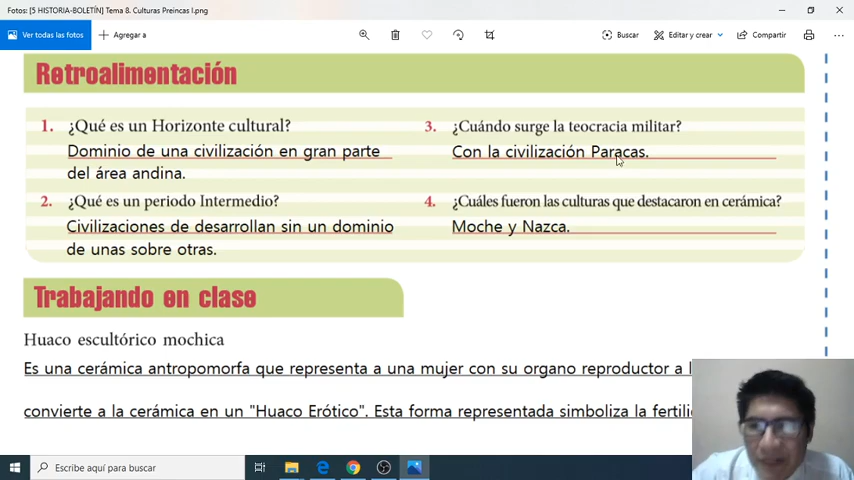 Fotos: [5 HISTORIA-BOLETÍN] Tema 8. Culturas Preincas I.png
Ver todas las fotos
Agregar a
Buscar
Editar y crear
Compartir
Retroalimentación
1. ¿Qué es un Horizonte cultural?
Dominio de una civilización en gran parte
del área andina.
2. ¿Qué es un periodo Intermedio?
Civilizaciones de desarrollan sin un dominio
de unas sobre otras.
3. ¿Cuándo surge la teocracia militar?
Con la civilización Paracas.
4. ¿Cuáles fueron las culturas que destacaron en cerámica?
Moche y Nazca.
Trabajando en clase
Huaco escultórico mochica
Es una cerámica antropomorfa que representa a una mujer con su organo reproductor a
convierte a la cerámica en un "Huaco Erótico". Esta forma representada simboliza la
Escribe aquí para buscar